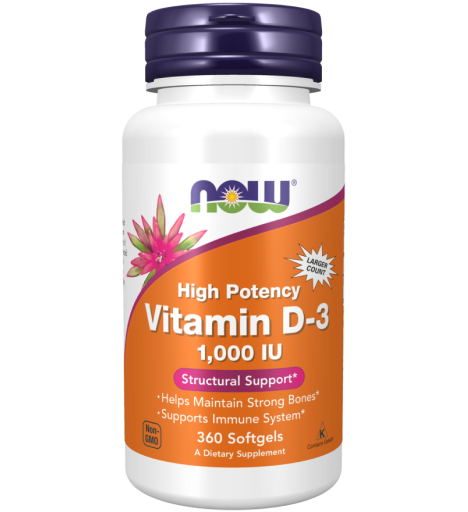 NOW®
LARGER
COUNT
High Potency
Vitamin D-3
1,000 IU
Structural Support*
•Helps Maintain Strong Bones*
•Supports Immune System*
360 Softgels
A Dietary Supplement
Non-
GMO
K